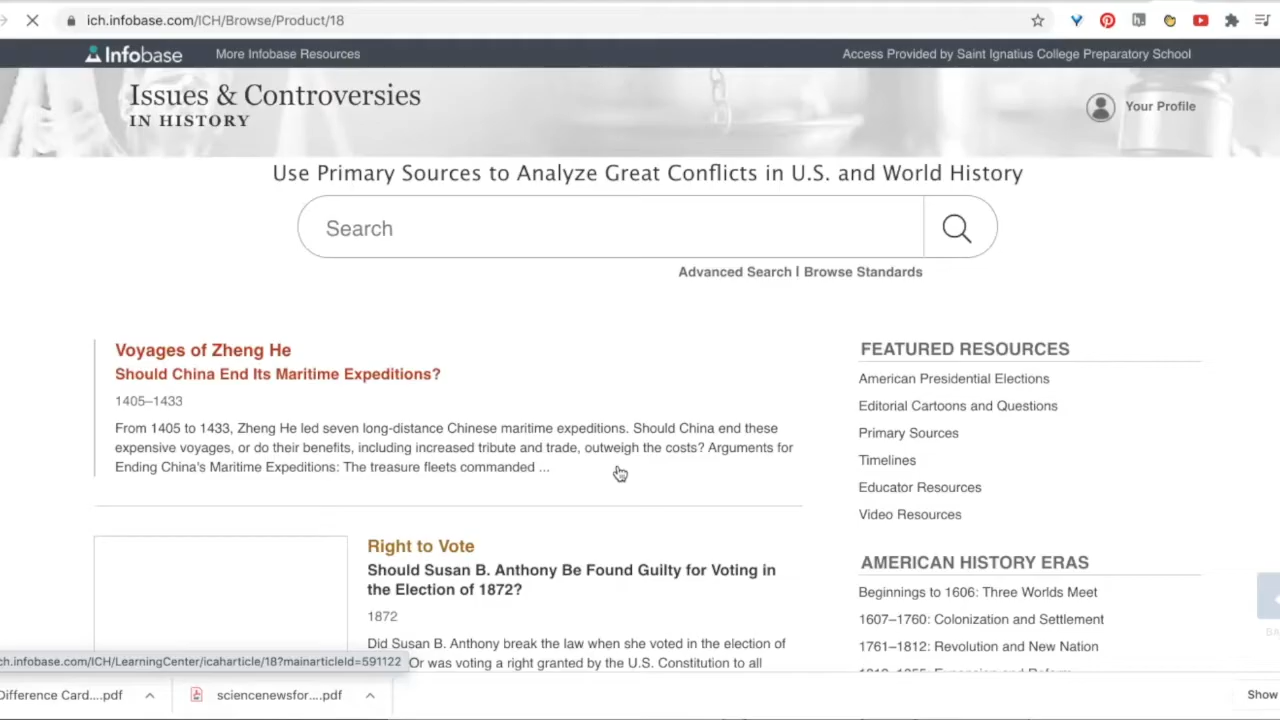 ich.infobase.com/ICH/Browse/Product/18
Infobase
More Infobase Resources
Access Provided by Saint Ignatius College Preparatory School
Issues & Controversies
IN HISTORY
Your Profile
Use Primary Sources to Analyze Great Conflicts in U.S. and World History
Search
Advanced Search | Browse Standards
Voyages of Zheng He
Should China End Its Maritime Expeditions?
1405–1433
From 1405 to 1433, Zheng He led seven long-distance Chinese maritime expeditions. Should China end these
expensive voyages, or do their benefits, including increased tribute and trade, outweigh the costs? Arguments for
Ending China's Maritime Expeditions: The treasure fleets commanded ...
Right to Vote
Should Susan B. Anthony Be Found Guilty for Voting in
the Election of 1872?
1872
Did Susan B. Anthony break the law when she voted in the election of
Or was voting a right granted by the U.S. Constitution to all
FEATURED RESOURCES
American Presidential Elections
Editorial Cartoons and Questions
Primary Sources
Timelines
Educator Resources
Video Resources
AMERICAN HISTORY ERAS
Beginnings to 1606: Three Worlds Meet
1607–1760: Colonization and Settlement
1761–1812: Revolution and New Nation
ch.infobase.com/ICH/LearningCenter/icaharticle/18?mainarticleId=591122
Difference Card....pdf
sciencenewsfor....pdf
Show